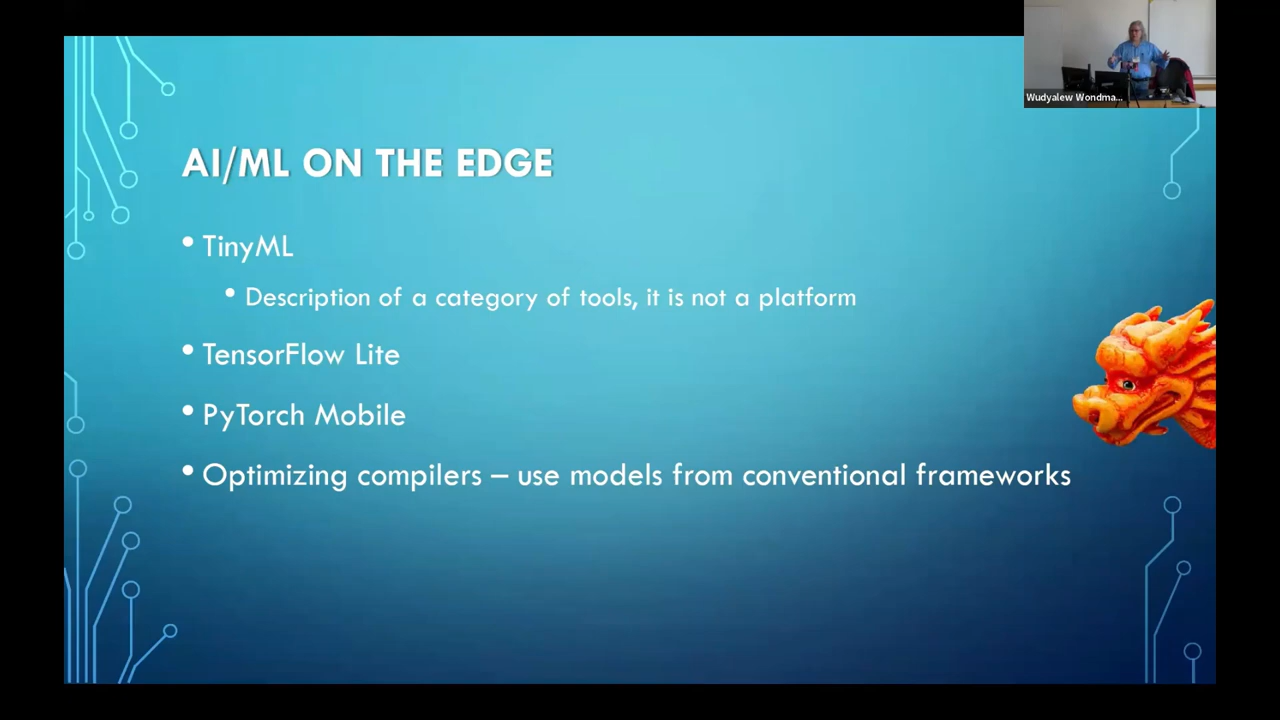 Wudyalew Wondma...
AI/ML ON THE EDGE
• TinyML
• Description of a category of tools, it is not a platform
• TensorFlow Lite
• PyTorch Mobile
• Optimizing compilers – use models from conventional frameworks